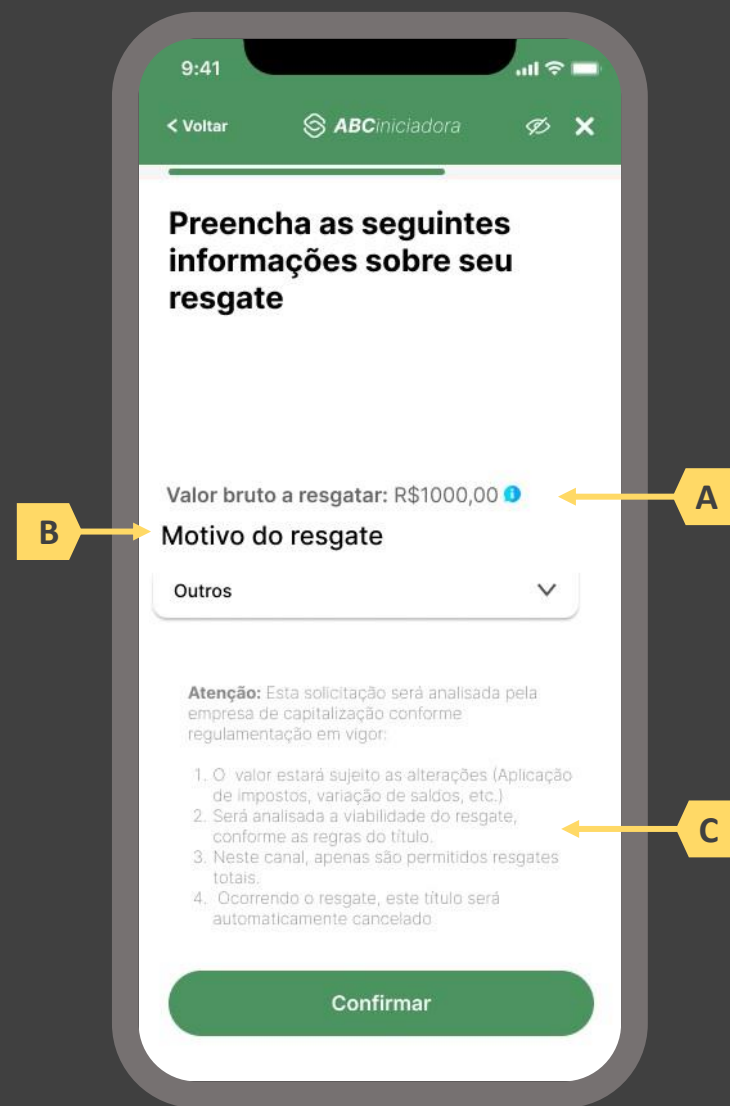 9:41
< Voltar
ABCiniciadora
Preencha as seguintes
informações sobre seu
resgate
Valor bruto a resgatar: R$1000,00
A
B
Motivo do resgate
Outros
Atenção: Esta solicitação será analisada pela
empresa de capitalização conforme
regulamentação em vigor:
1. O valor estará sujeito as alterações (Aplicação
de impostos, variação de saldos, etc.)
2. Será analisada a viabilidade do resgate,
conforme as regras do título.
C
3. Neste canal, apenas são permitidos resgates
totais.
4. Ocorrendo o resgate, este título será
automaticamente cancelado
Confirmar